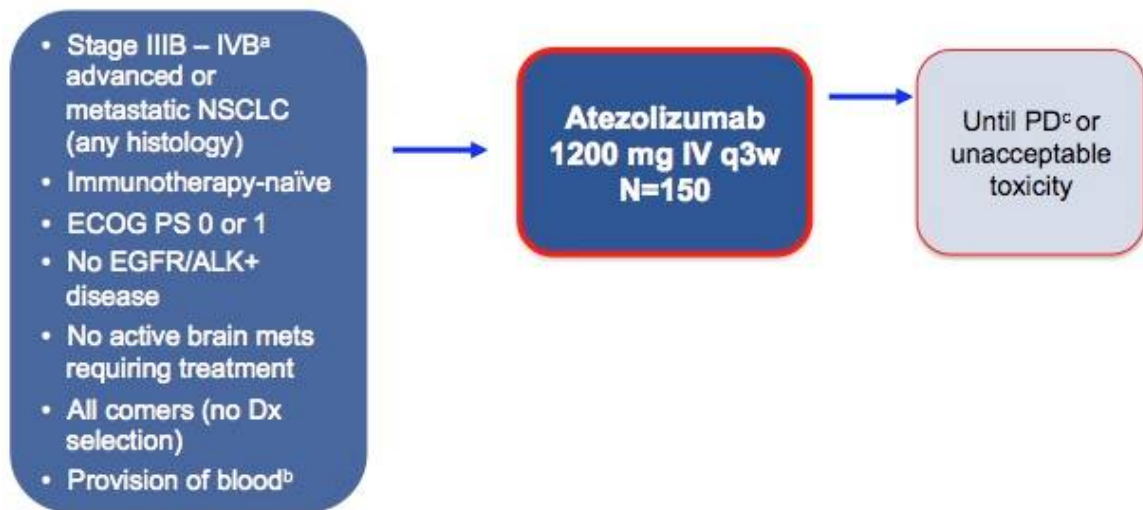 • Stage IIIB – IVBᵃ
advanced or
metastatic NSCLC
(any histology)
• Immunotherapy-naïve
• ECOG PS 0 or 1
• No EGFR/ALK+
disease
• No active brain mets
requiring treatment
• All comers (no Dx
selection)
• Provision of bloodᵇ
Atezolizumab
1200 mg IV q3w
N=150
Until PDᶜ or
unacceptable
toxicity